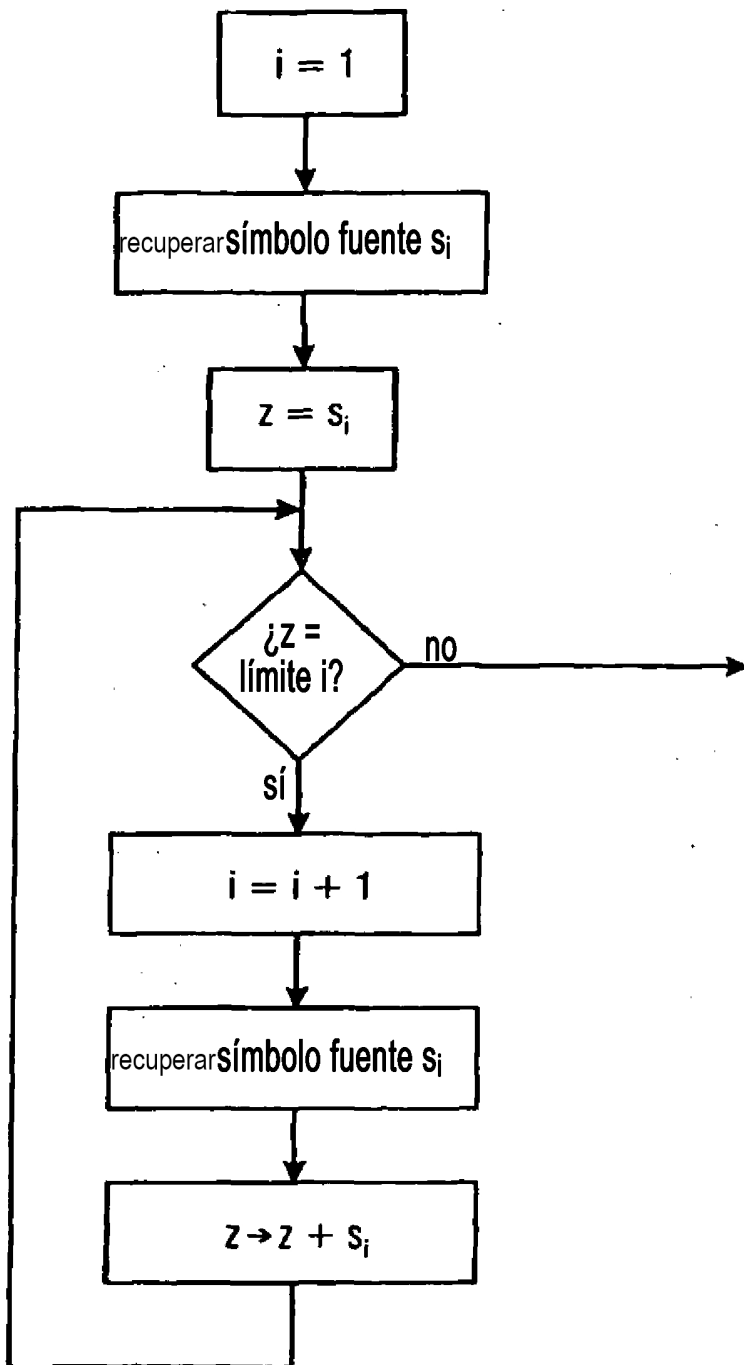 i = 1
recuperar símbolo fuente sᵢ
z = sᵢ
¿z =
límite i?
no
sí
i = i + 1
recuperar símbolo fuente sᵢ
z → z + sᵢ